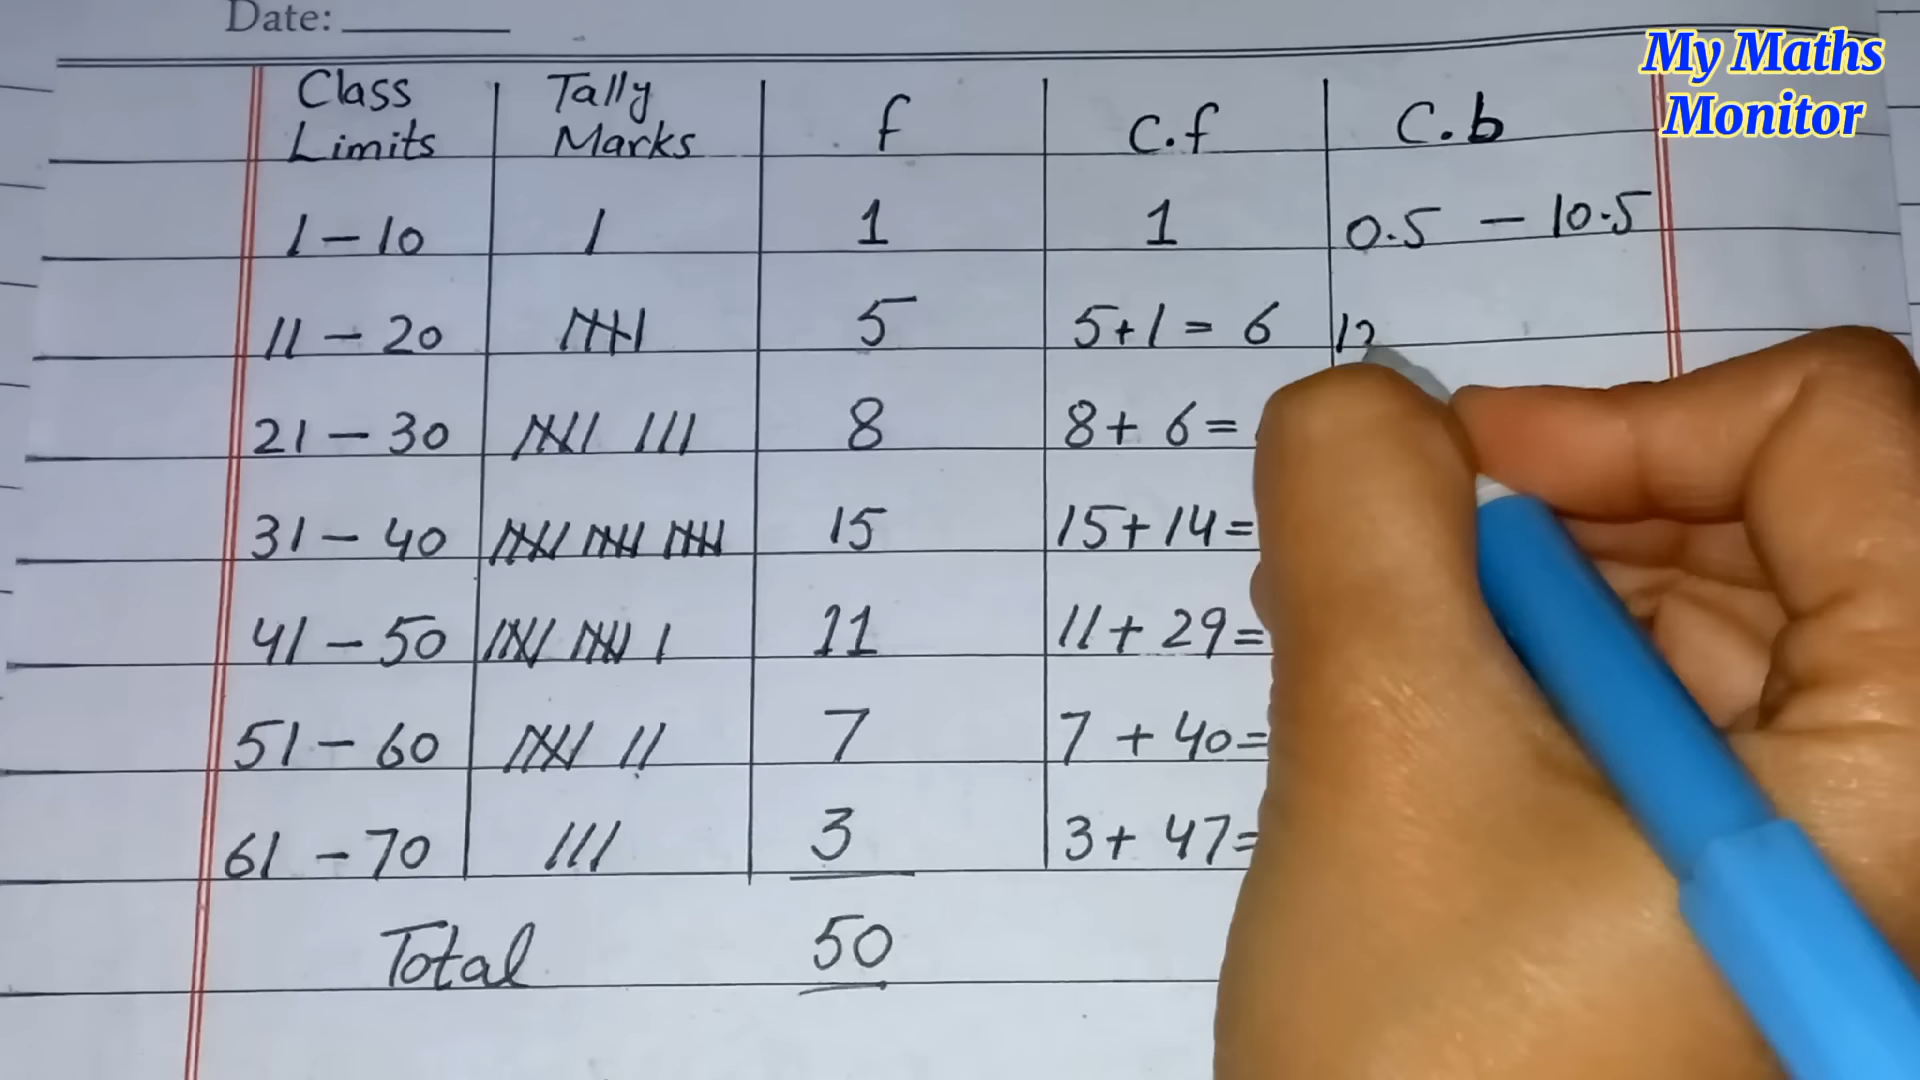 Date:
My Maths
Monitor
Class Limits Tally Marks f C.f C.b
1-10 1 1 0.5 - 10.5
11-20 5 5+1=6
21-30 8 8+6=
31-40 15 15+14=
41-50 11 11+29=
51-60 7 7+40=
61-70 3 3+47=
Total 50